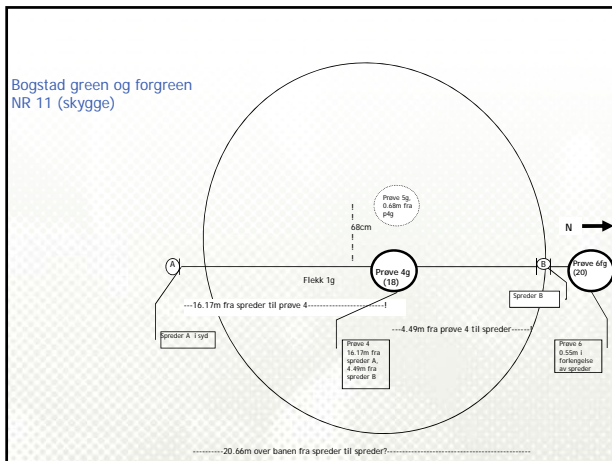 Bogstad green og forgreen
NR 11 (skygge)
Prøve 5g,
0.68m fra
p4g
!
!
68cm
!
!
!
N
A
Prøve 4g
(18)
B
Prøve 6fg
(20)
Flekk 1g
Spreder B
---16.17m fra spreder til prøve 4--------------!
---4.49m fra prøve 4 til spreder-----!
Spreder A i syd
Prøve 4
16.17m fra
spreder A,
4.49m fra
spreder B
Prøve 6
0.55m i
forlengelse
av spreder
----------20.66m over banen fra spreder til spreder?------------------------------